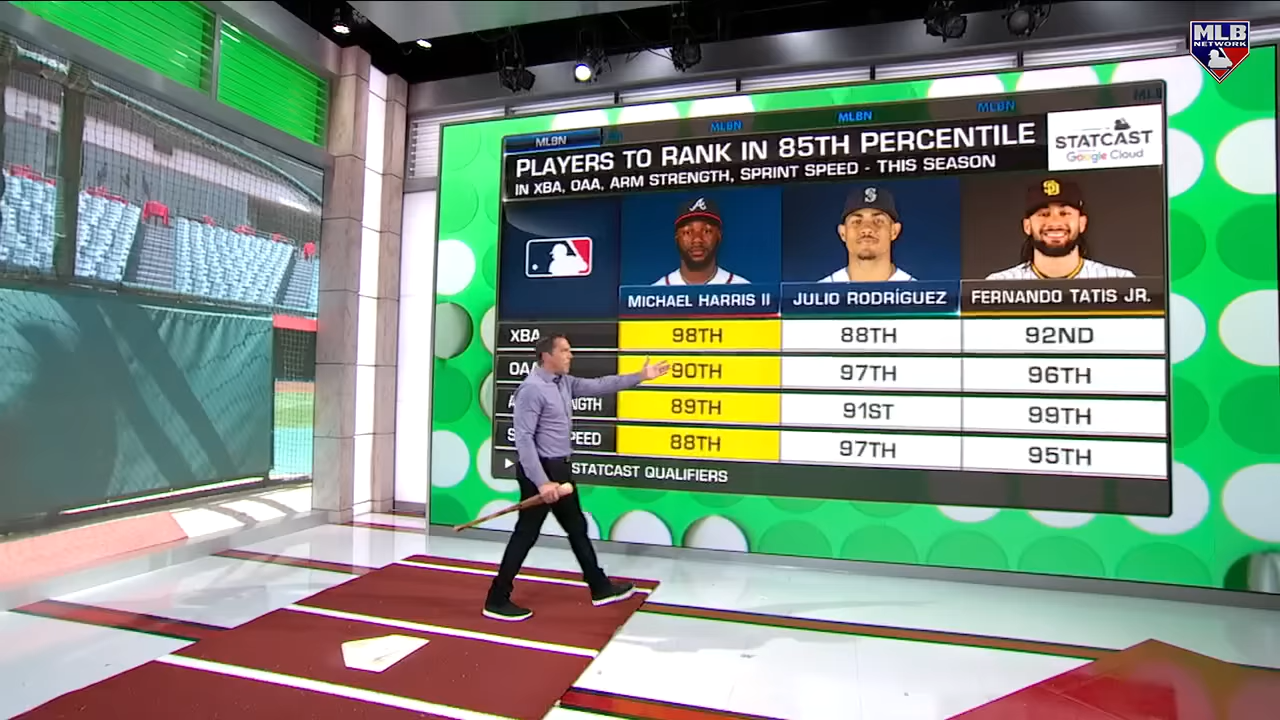 MLB
NETWORK
MLBN
MLBN
MLBN
MLBN
PLAYERS TO RANK IN 85TH PERCENTILE
IN XBA, OAA, ARM STRENGTH, SPRINT SPEED - THIS SEASON
STATCAST
Google Cloud
MICHAEL HARRIS II JULIO RODRÍGUEZ FERNANDO TATIS JR.
XBA 98TH 88TH 92ND
OAA 90TH 97TH 96TH
89TH 91ST 99TH
88TH 97TH 95TH
STATCAST QUALIFIERS